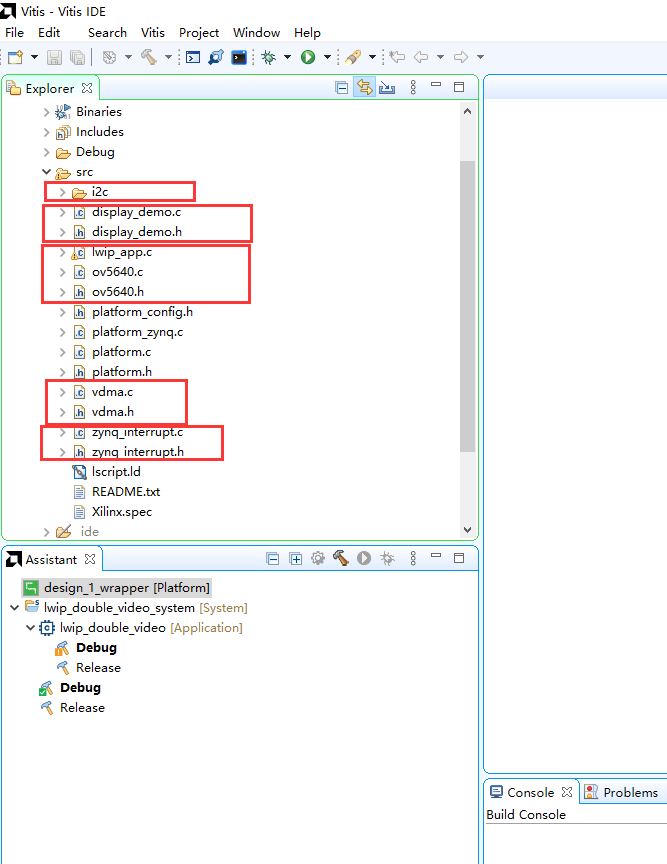 Vitis - Vitis IDE
File Edit Search Vitis Project Window Help
Explorer
Binaries
Includes
Debug
src
i2c
display_demo.c
display_demo.h
lwip_app.c
ov5640.c
ov5640.h
platform_config.h
platform_zynq.c
platform.c
platform.h
vdma.c
vdma.h
zynq_interrupt.c
zynq_interrupt.h
lscript.ld
README.txt
Xilinx.spec
ide
Assistant
design_1_wrapper [Platform]
lwip_double_video_system [System]
lwip_double_video [Application]
Debug
Release
Debug
Release
Console Problems
Build Console